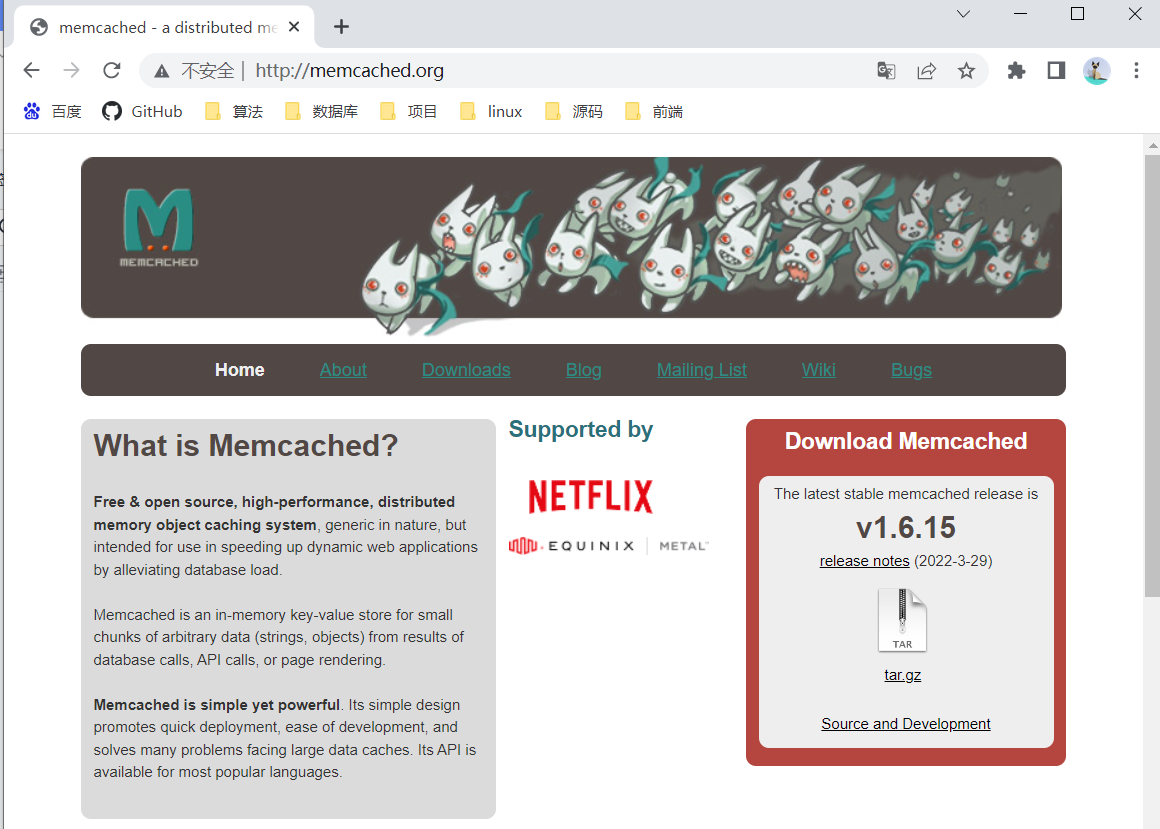 memcached - a distributed me
不安全 | http://memcached.org
百度 GitHub 算法 数据库 项目 linux 源码 前端
MEMCACHED
Home About Downloads Blog Mailing List Wiki Bugs
What is Memcached?
Free & open source, high-performance, distributed
memory object caching system, generic in nature, but
intended for use in speeding up dynamic web applications
by alleviating database load.
Memcached is an in-memory key-value store for small
chunks of arbitrary data (strings, objects) from results of
database calls, API calls, or page rendering.
Memcached is simple yet powerful. Its simple design
promotes quick deployment, ease of development, and
solves many problems facing large data caches. Its API is
available for most popular languages.
Supported by
NETFLIX
EQUINIX | METAL™
Download Memcached
The latest stable memcached release is
v1.6.15
release notes (2022-3-29)
TAR
tar.gz
Source and Development